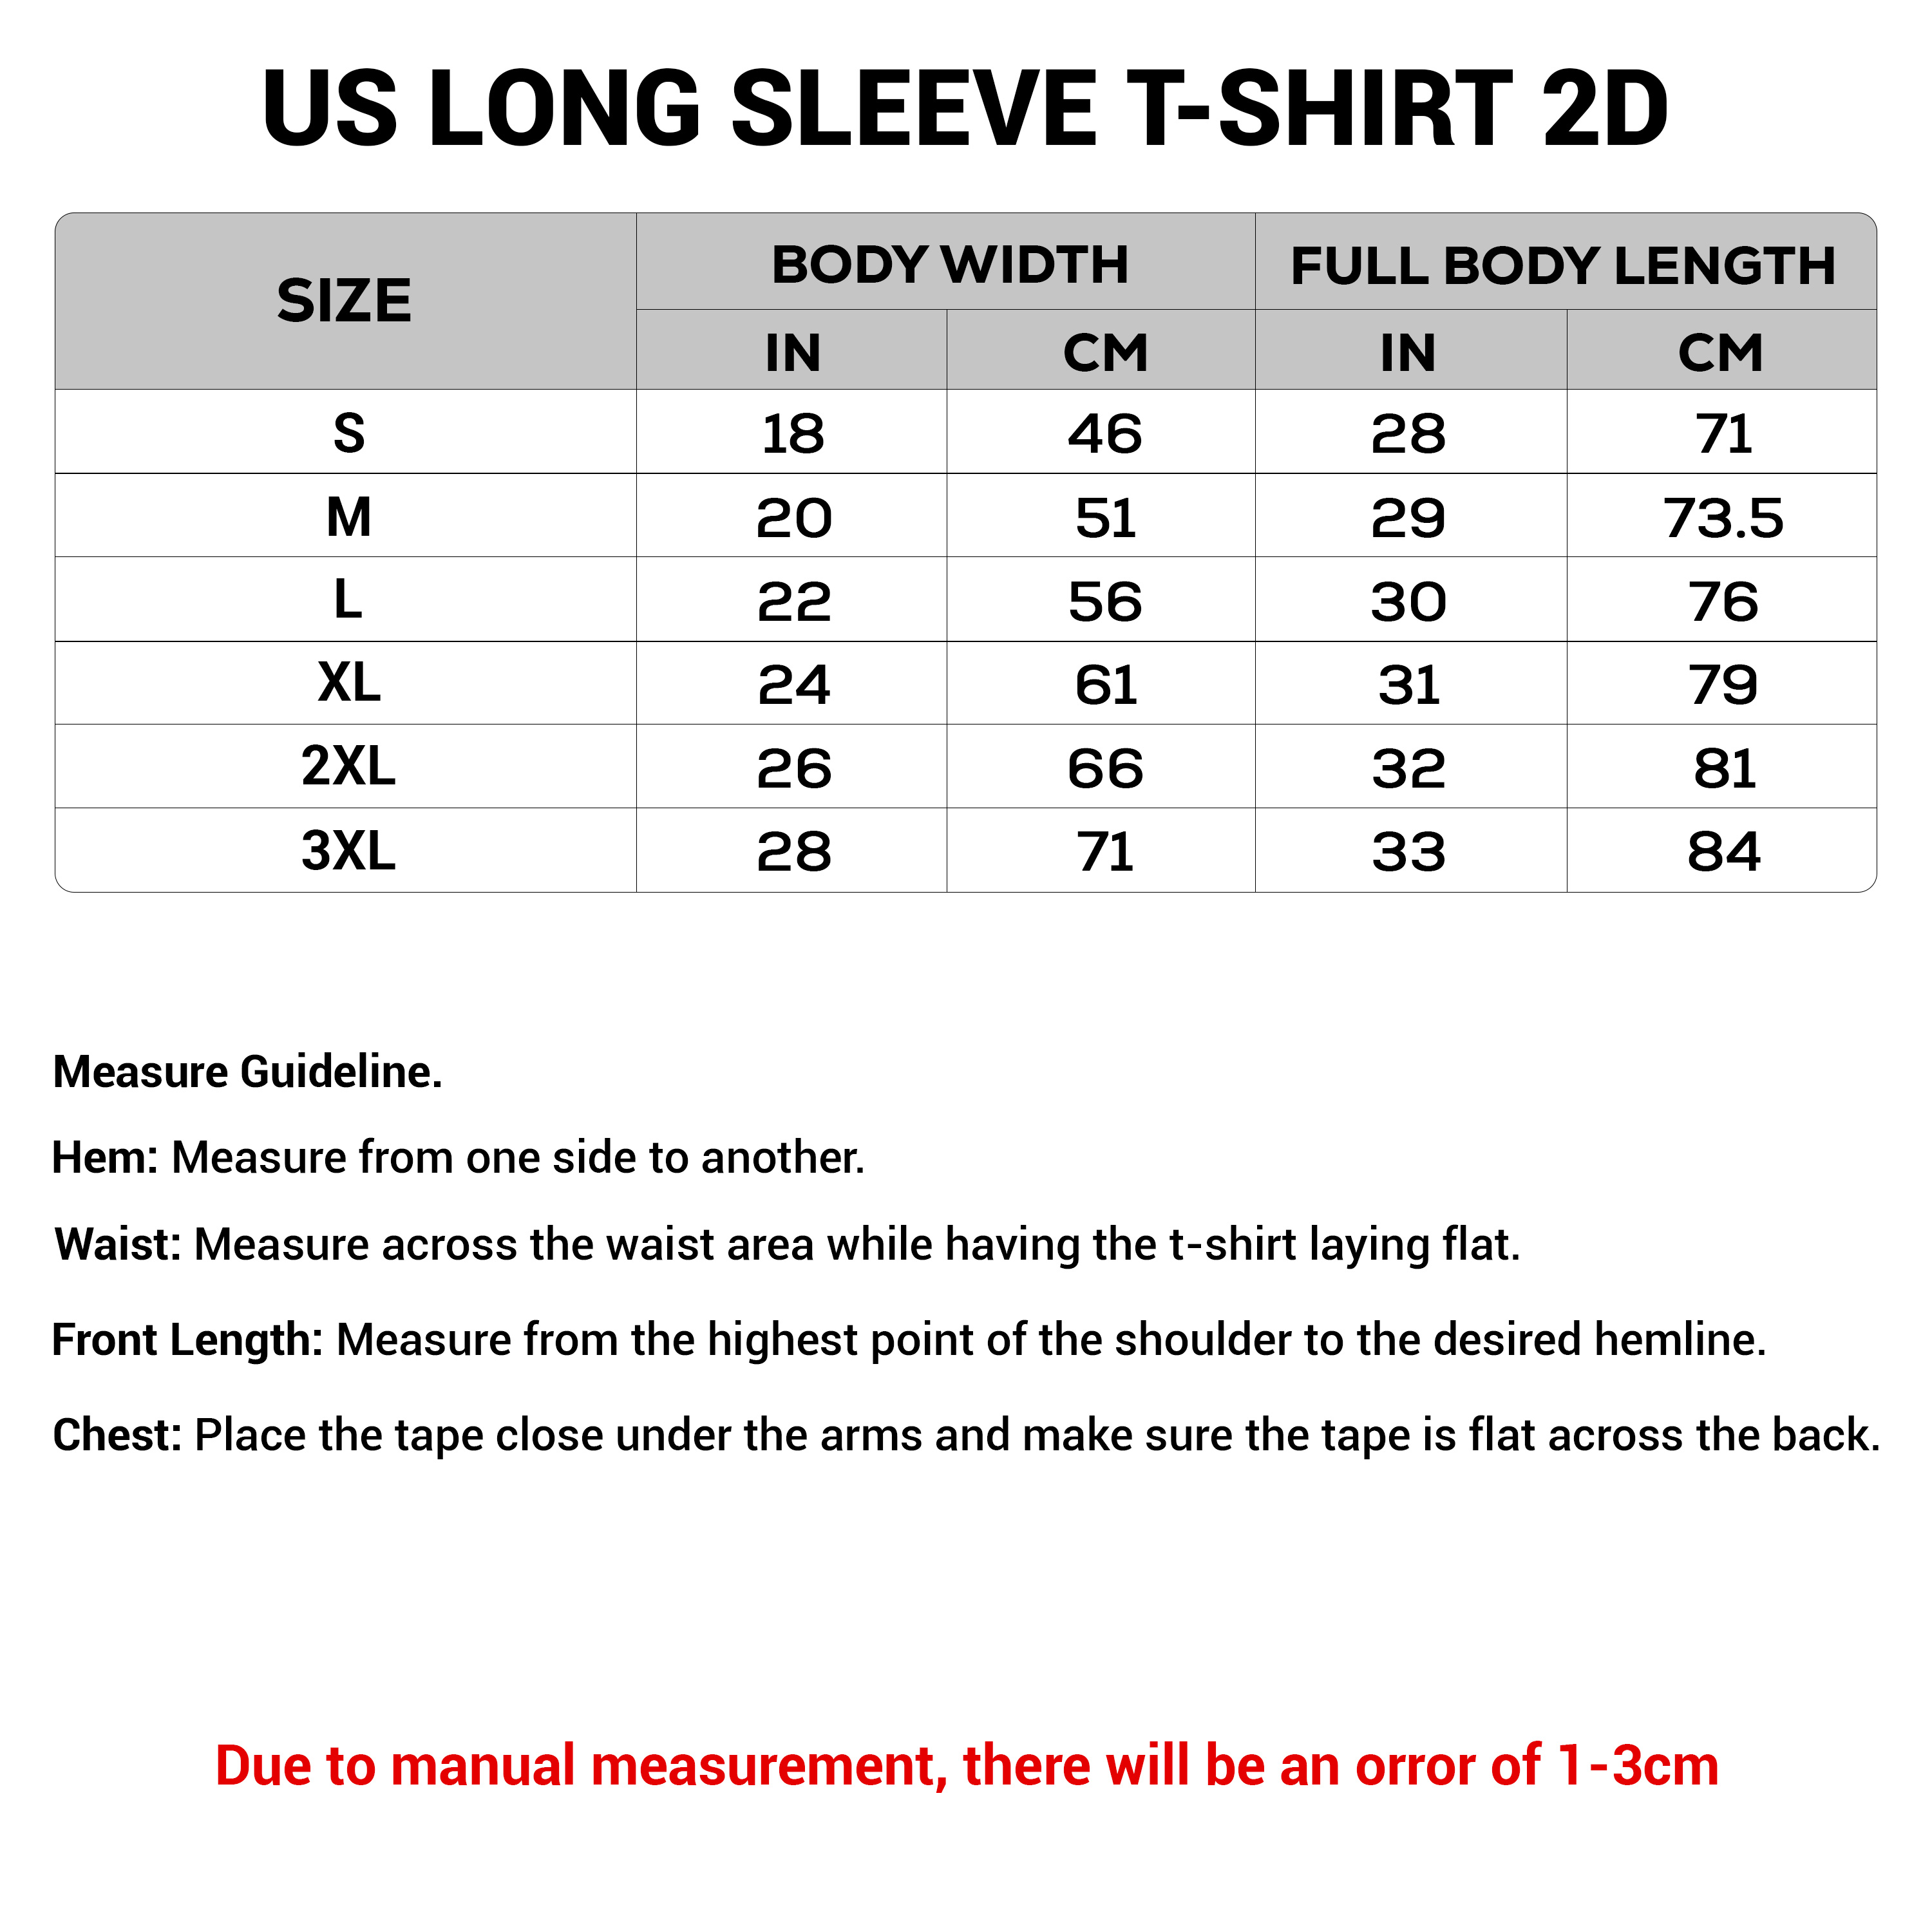 US LONG SLEEVE T-SHIRT 2D
SIZE BODY WIDTH FULL BODY LENGTH
IN CM IN CM
S 18 46 28 71
M 20 51 29 73.5
L 22 56 30 76
XL 24 61 31 79
2XL 26 66 32 81
3XL 28 71 33 84
Measure Guideline.
Hem: Measure from one side to another.
Waist: Measure across the waist area while having the t-shirt laying flat.
Front Length: Measure from the highest point of the shoulder to the desired hemline.
Chest: Place the tape close under the arms and make sure the tape is flat across the back.
Due to manual measurement, there will be an orror of 1-3cm